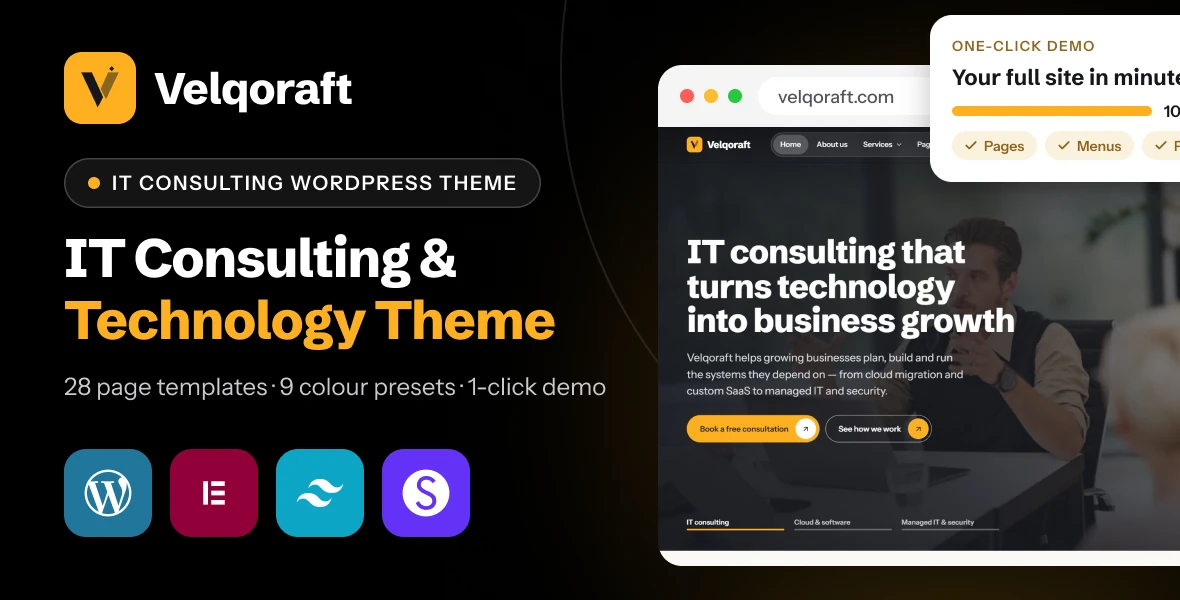 Velqoraft
IT CONSULTING WORDPRESS THEME
IT Consulting &
Technology Theme
28 page templates · 9 colour presets · 1-click demo
velqoraft.com
ONE-CLICK DEMO
Your full site in minute
10
Pages
Menus
Velqoraft
Home
About us
Services
Pag
IT consulting that
turns technology
into business growth
Velqoraft helps growing businesses plan, build and run
the systems they depend on — from cloud migration and
custom SaaS to managed IT and security.
Book a free consultation
See how we work
IT consulting
Cloud & software
Managed IT & security